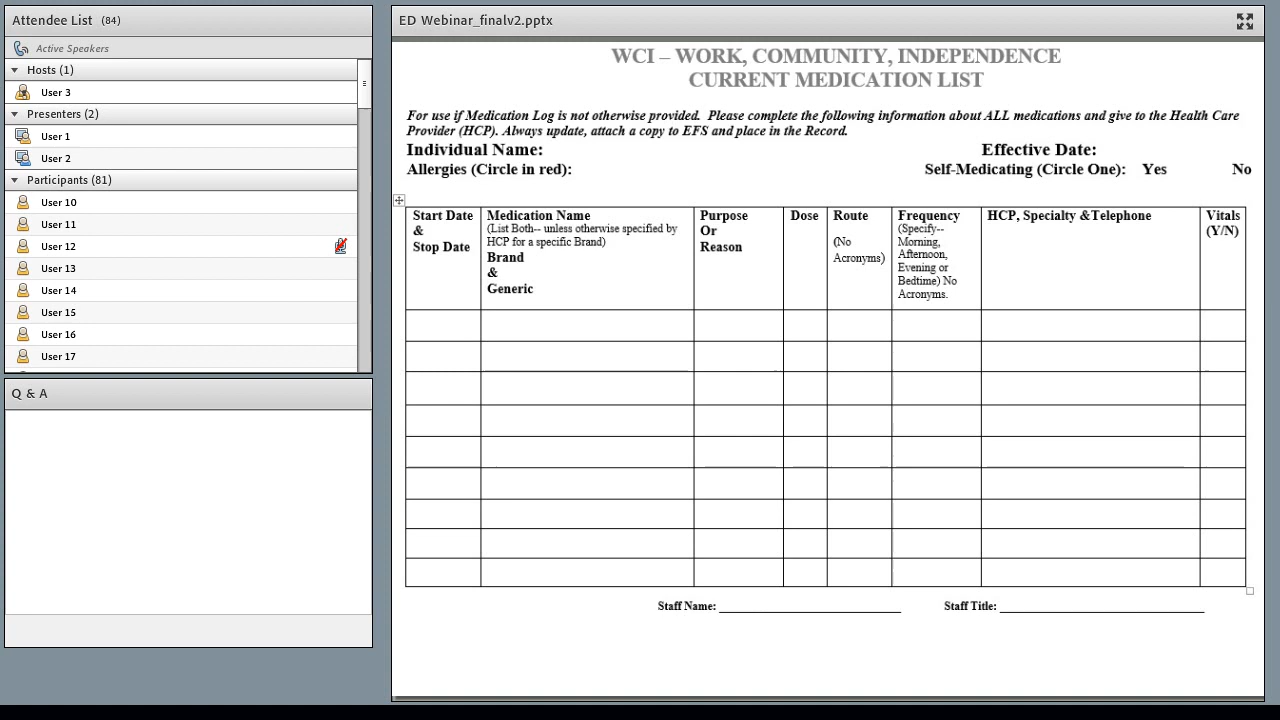 Attendee List (84)
Active Speakers
Hosts (1)
User 3
Presenters (2)
User 1
User 2
Participants (81)
User 10
User 11
User 12
User 13
User 14
User 15
User 16
User 17
Q & A
ED Webinar_finalv2.pptx
WCI – WORK, COMMUNITY, INDEPENDENCE
CURRENT MEDICATION LIST
For use if Medication Log is not otherwise provided. Please complete the following information about ALL medications and give to the Health Care
Provider (HCP). Always update, attach a copy to EFS and place in the Record.
Individual Name: Effective Date:
Allergies (Circle in red): Self-Medicating (Circle One): Yes No
Start Date
&
Stop Date
Medication Name
(List Both-- unless otherwise specified by
HCP for a specific Brand)
Brand
&
Generic
Purpose
Or
Reason
Dose
Route
(No
Acronyms)
Frequency
(Specify--
Morning,
Afternoon,
Evening or
Bedtime) No
Acronyms.
HCP, Specialty &Telephone
Vitals
(Y/N)
Staff Name: Staff Title: